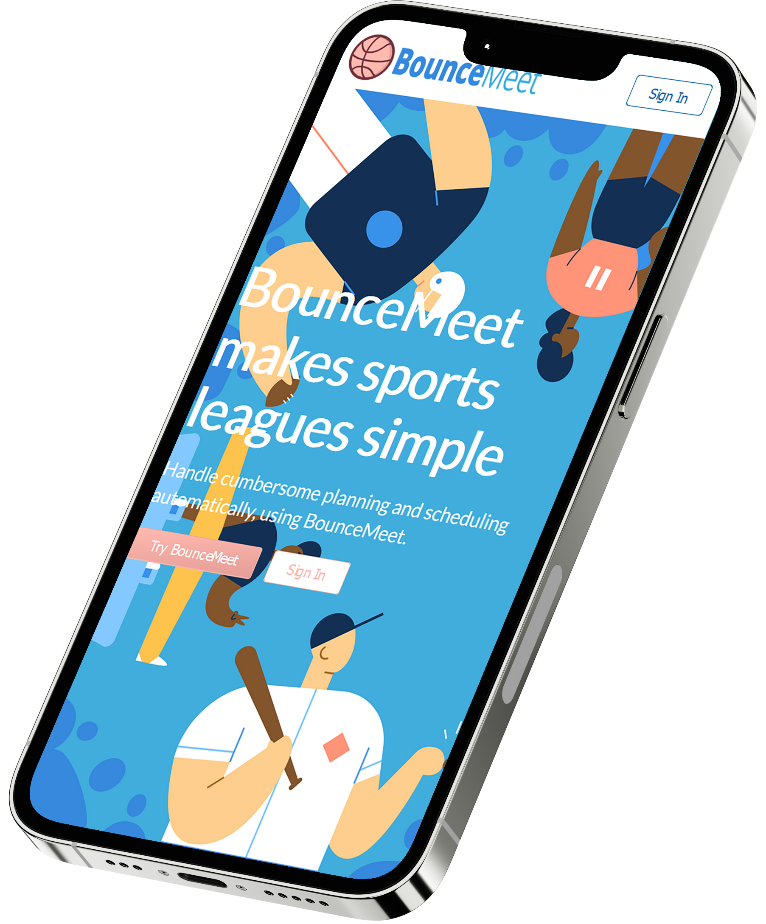 BounceMeet
Sign In
BounceMeet
makes sports
leagues simple
Handle cumbersome planning and scheduling
automatically, using BounceMeet.
Try BounceMeet
Sign In